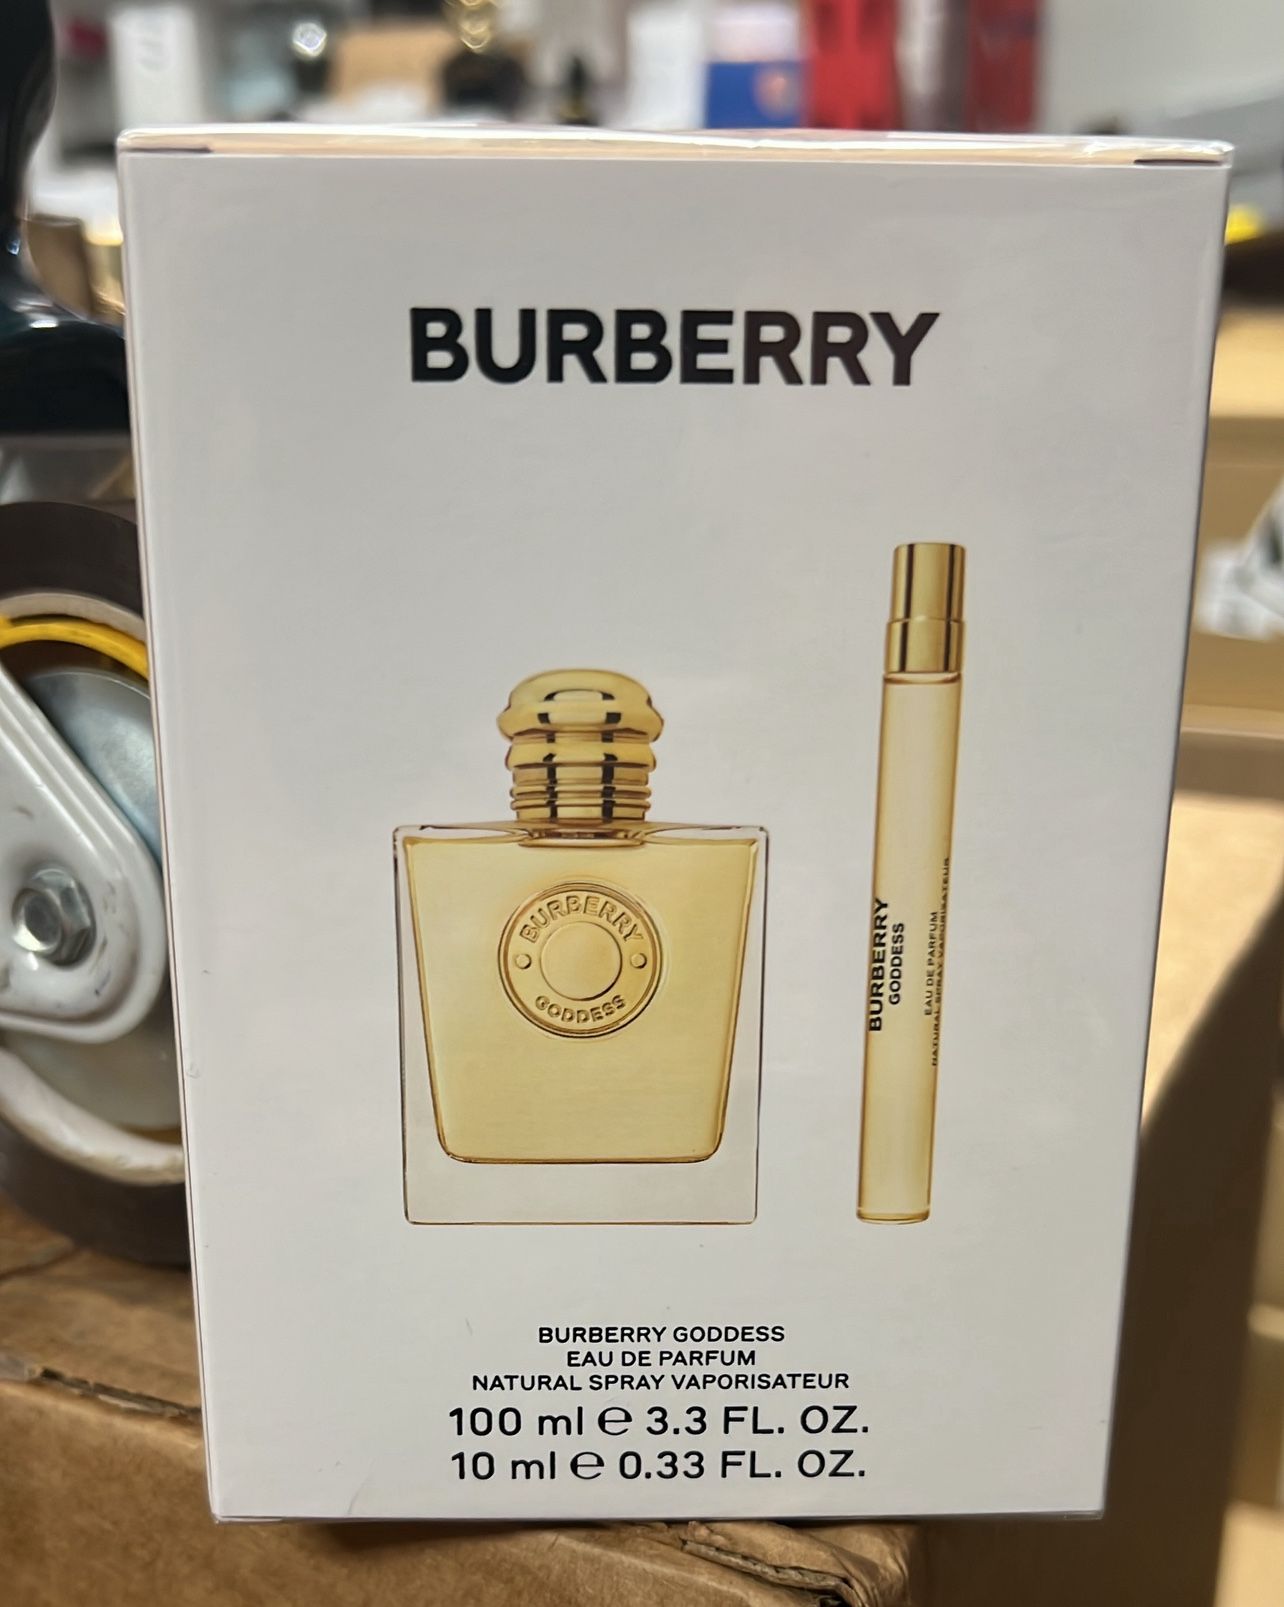 BURBERRY
BURBERRY
GODDESS
BURBERRY
GODDESS
EAU DE PARFUM
NATURAL SPRAY VAPORISATEUR
BURBERRY GODDESS
EAU DE PARFUM
NATURAL SPRAY VAPORISATEUR
100 ml ℮ 3.3 FL. OZ.
10 ml ℮ 0.33 FL. OZ.